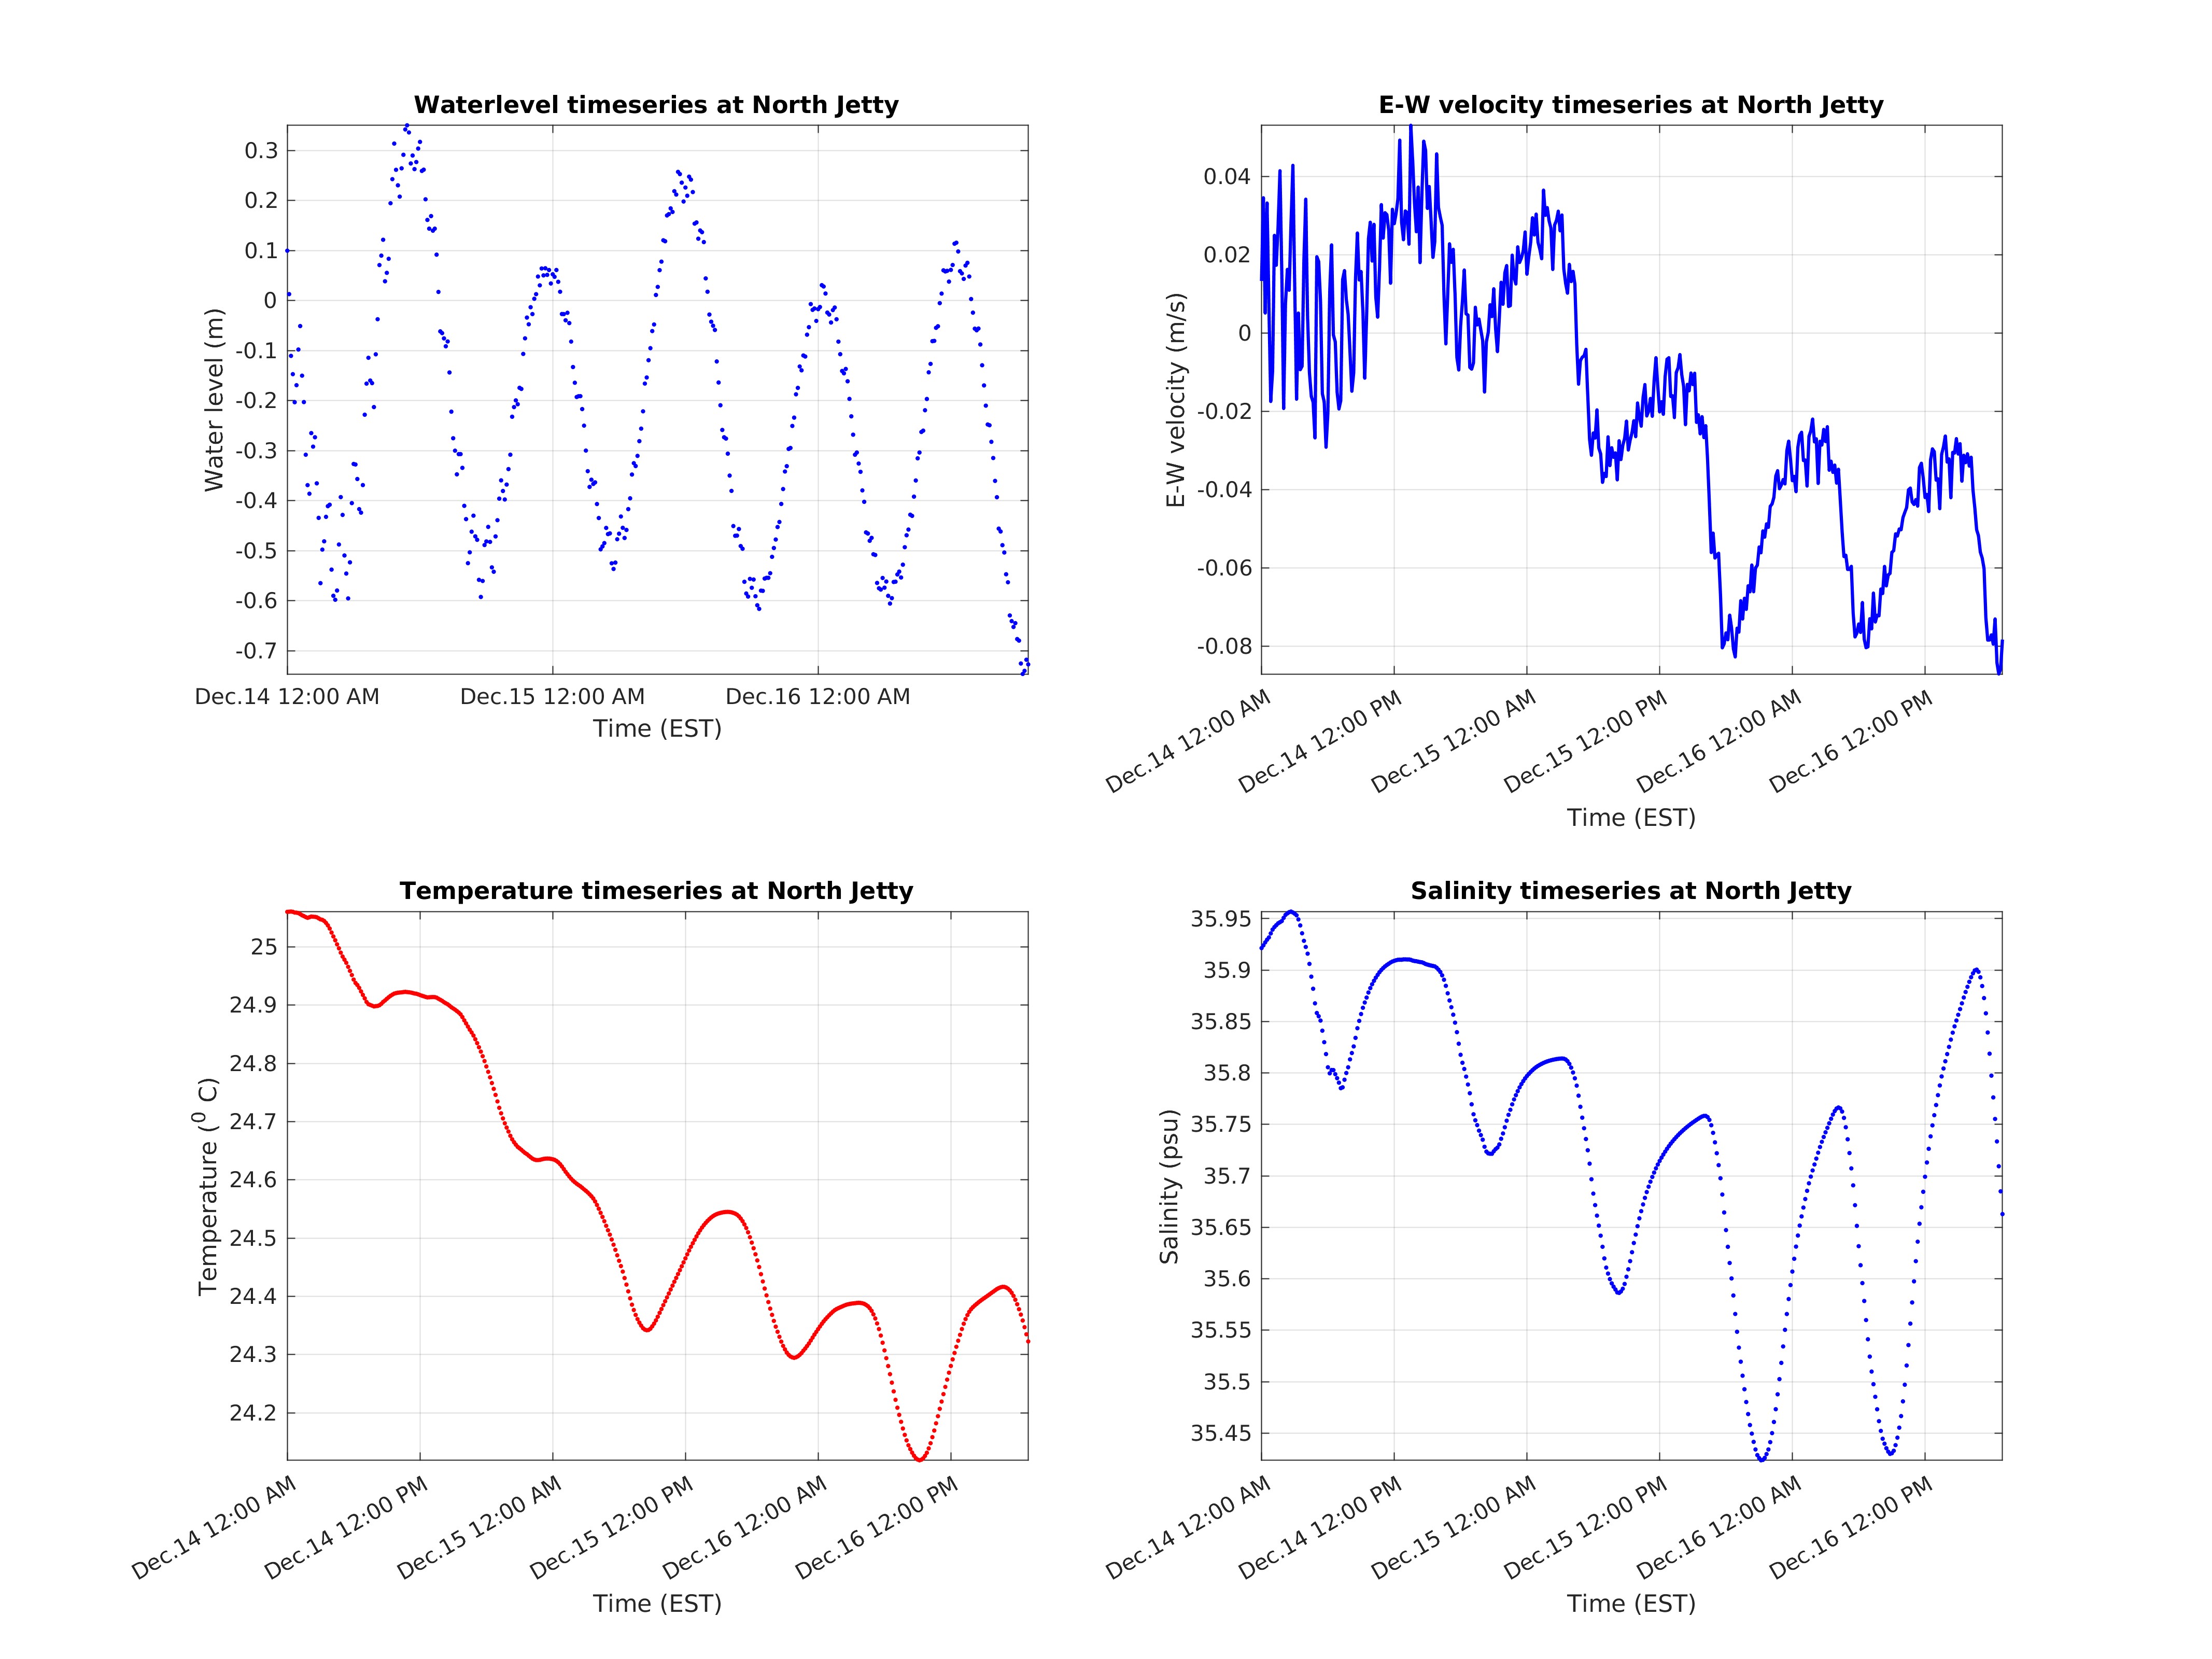 Waterlevel timeseries at North Jetty
0.3
0.2
0.1
0
-0.1
-0.2
-0.3
-0.4
-0.5
-0.6
-0.7
Water level (m)
Dec.14 12:00 AM
Dec.15 12:00 AM
Dec.16 12:00 AM
Time (EST)
E-W velocity timeseries at North Jetty
0.04
0.02
0
-0.02
-0.04
-0.06
-0.08
E-W velocity (m/s)
Dec.14 12:00 AM
Dec.14 12:00 PM
Dec.15 12:00 AM
Dec.15 12:00 PM
Dec.16 12:00 AM
Dec.16 12:00 PM
Time (EST)
Temperature timeseries at North Jetty
25
24.9
24.8
24.7
24.6
24.5
24.4
24.3
24.2
Temperature (⁰ C)
Dec.14 12:00 AM
Dec.14 12:00 PM
Dec.15 12:00 AM
Dec.15 12:00 PM
Dec.16 12:00 AM
Dec.16 12:00 PM
Time (EST)
Salinity timeseries at North Jetty
35.95
35.9
35.85
35.8
35.75
35.7
35.65
35.6
35.55
35.5
35.45
Salinity (psu)
Dec.14 12:00 AM
Dec.14 12:00 PM
Dec.15 12:00 AM
Dec.15 12:00 PM
Dec.16 12:00 AM
Dec.16 12:00 PM
Time (EST)